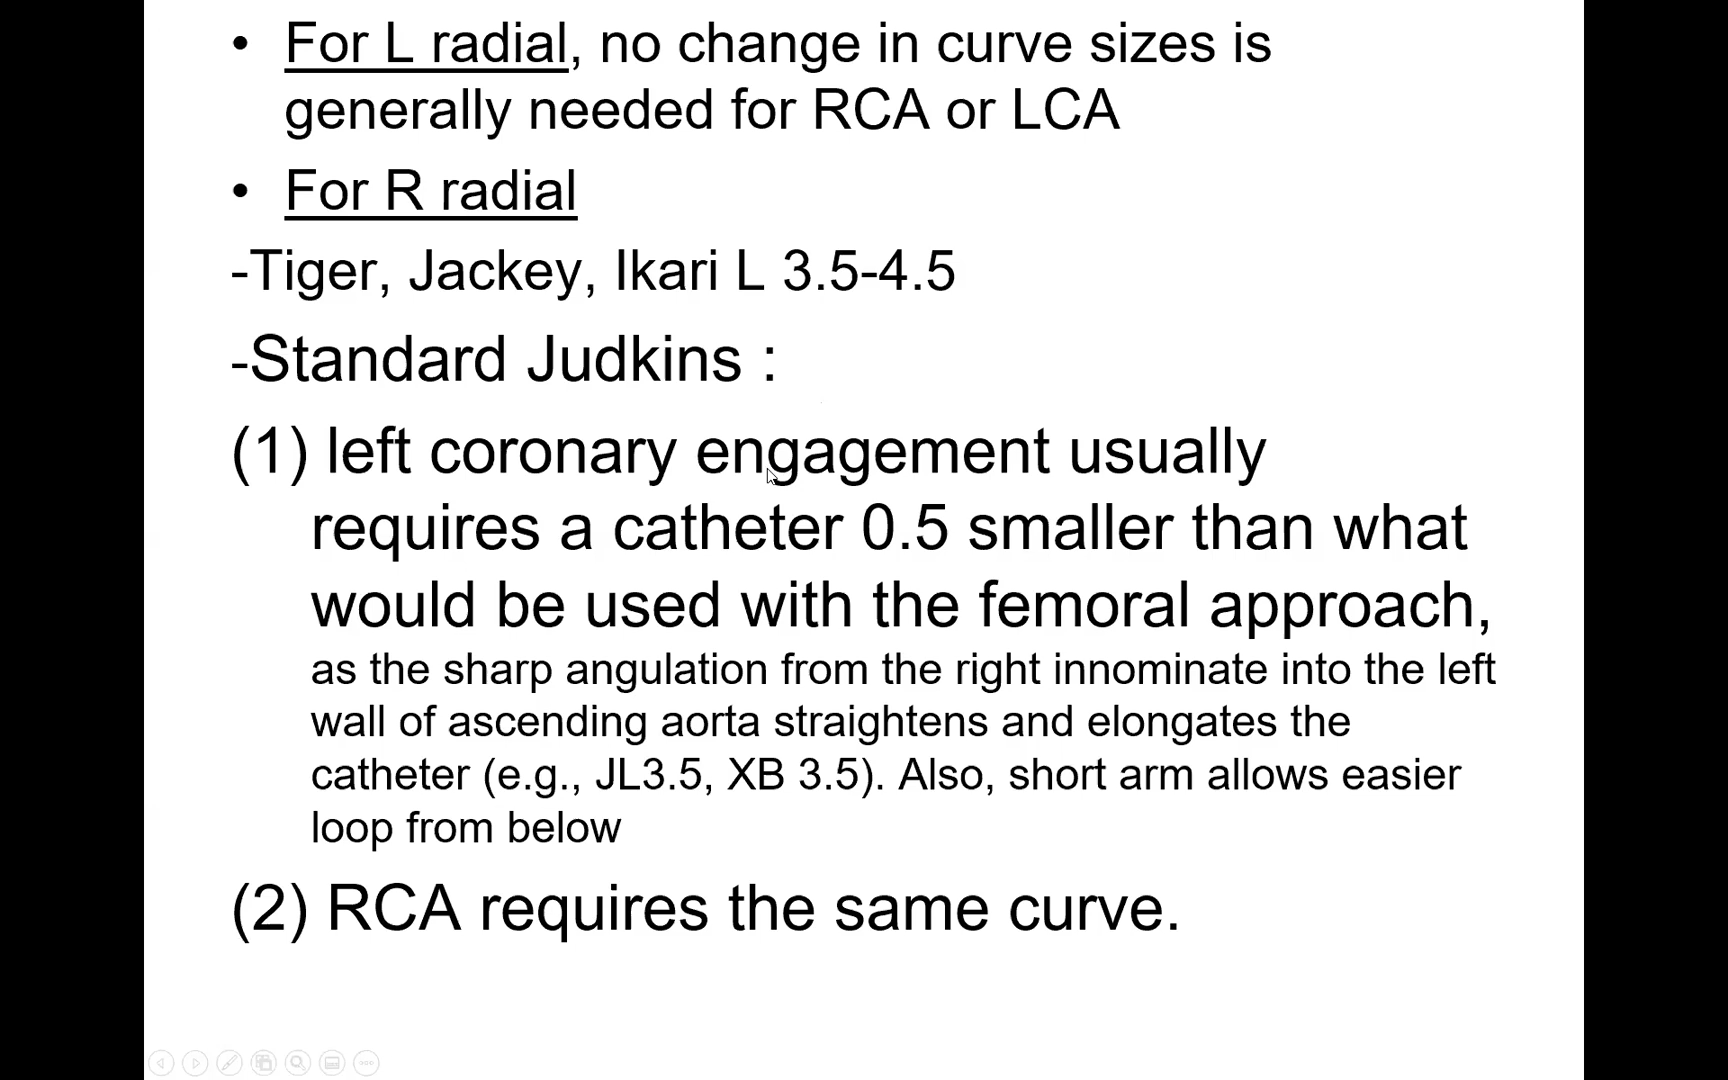 • For L radial, no change in curve sizes is
generally needed for RCA or LCA
• For R radial
-Tiger, Jackey, Ikari L 3.5-4.5
-Standard Judkins :
(1) left coronary engagement usually
requires a catheter 0.5 smaller than what
would be used with the femoral approach,
as the sharp angulation from the right innominate into the left
wall of ascending aorta straightens and elongates the
catheter (e.g., JL3.5, XB 3.5). Also, short arm allows easier
loop from below
(2) RCA requires the same curve.